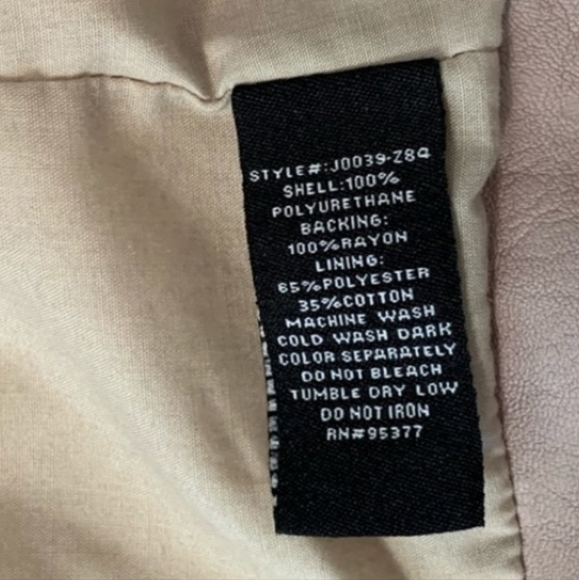 STYLE#:J0039-Z8Q
SHELL:100%
POLYURETHANE
BACKING:
100%RAYON
LINING:
65%POLYESTER
35%COTTON
MACHINE WASH
COLD WASH DARK
COLOR SEPARATELY
DO NOT BLEACH
TUMBLE DRY LOW
DO NOT IRON
RN#95377